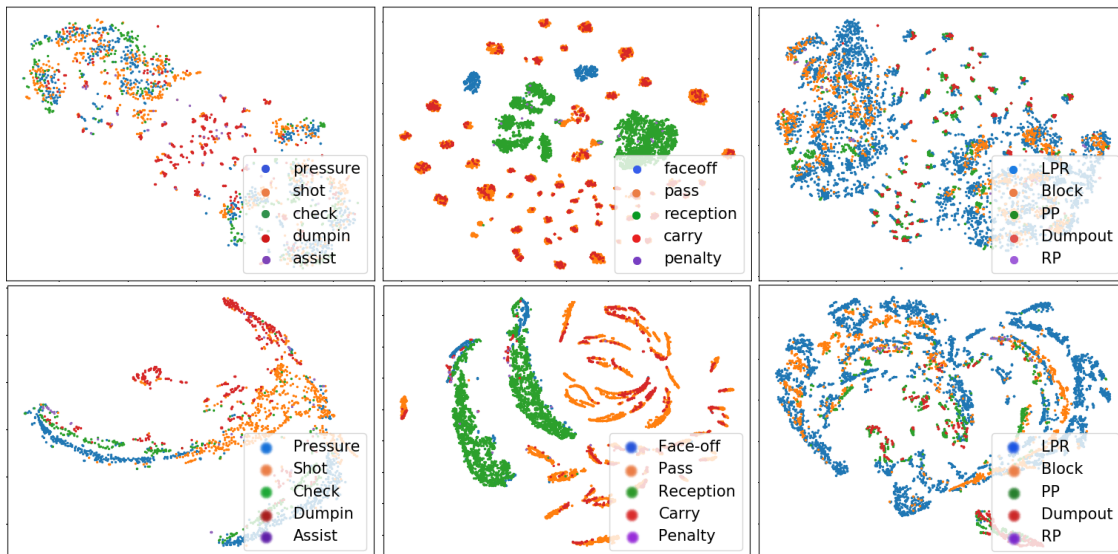 pressure
shot
check
dumpin
assist
faceoff
pass
reception
carry
penalty
LPR
Block
PP
Dumpout
RP
Pressure
Shot
Check
Dumpin
Assist
Face-off
Pass
Reception
Carry
Penalty
LPR
Block
PP
Dumpout
RP